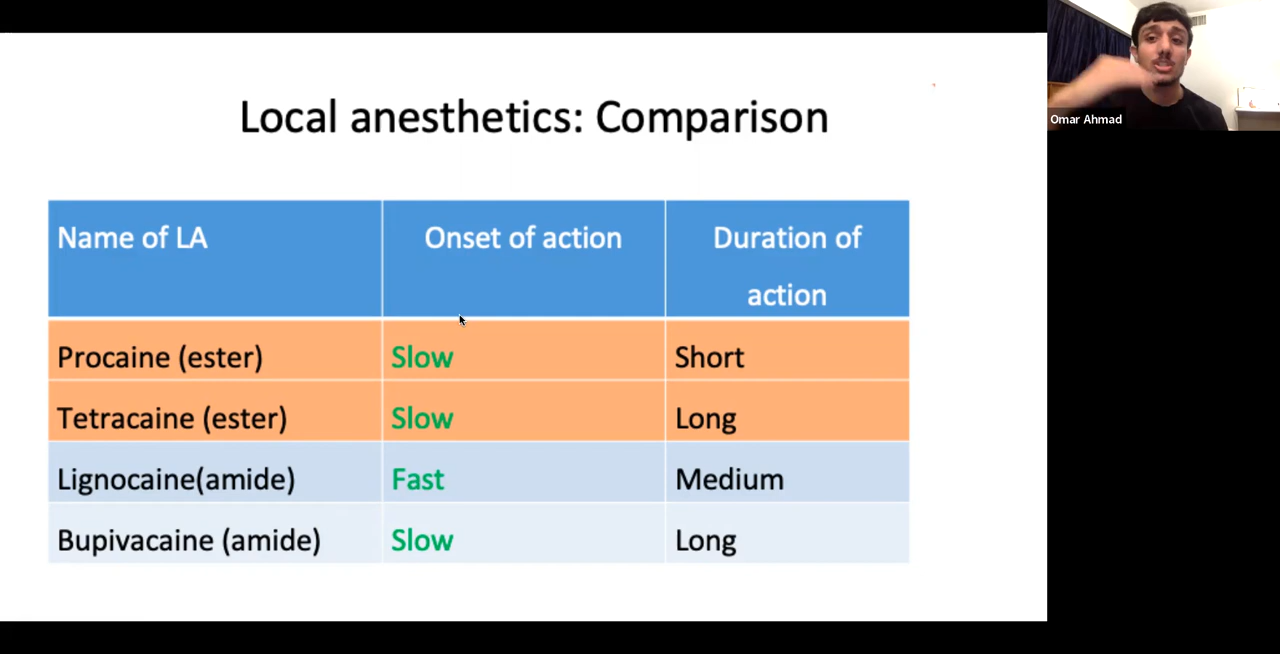 Local anesthetics: Comparison
Omar Ahmad
Name of LA
Onset of action
Duration of
action
Procaine (ester)
Slow
Short
Tetracaine (ester)
Slow
Long
Lignocaine(amide)
Fast
Medium
Bupivacaine (amide)
Slow
Long